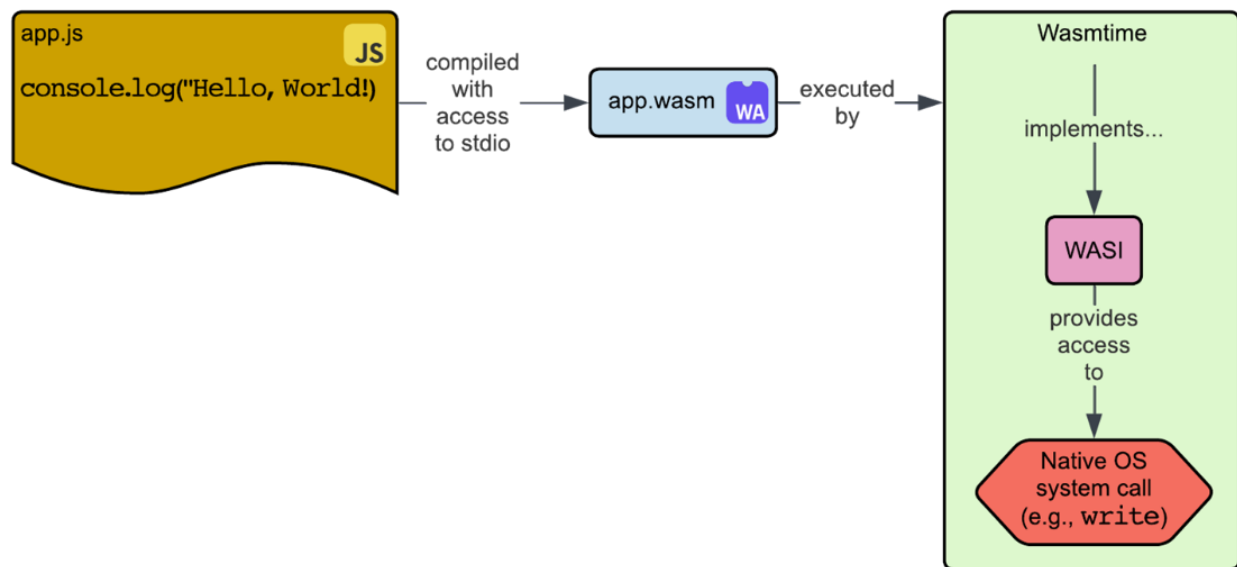 app.js
JS
console.log("Hello, World!)
compiled
with
access
to stdio
app.wasm
WA
executed
by
Wasmtime
implements...
WASI
provides
access
to
Native OS
system call
(e.g., write)